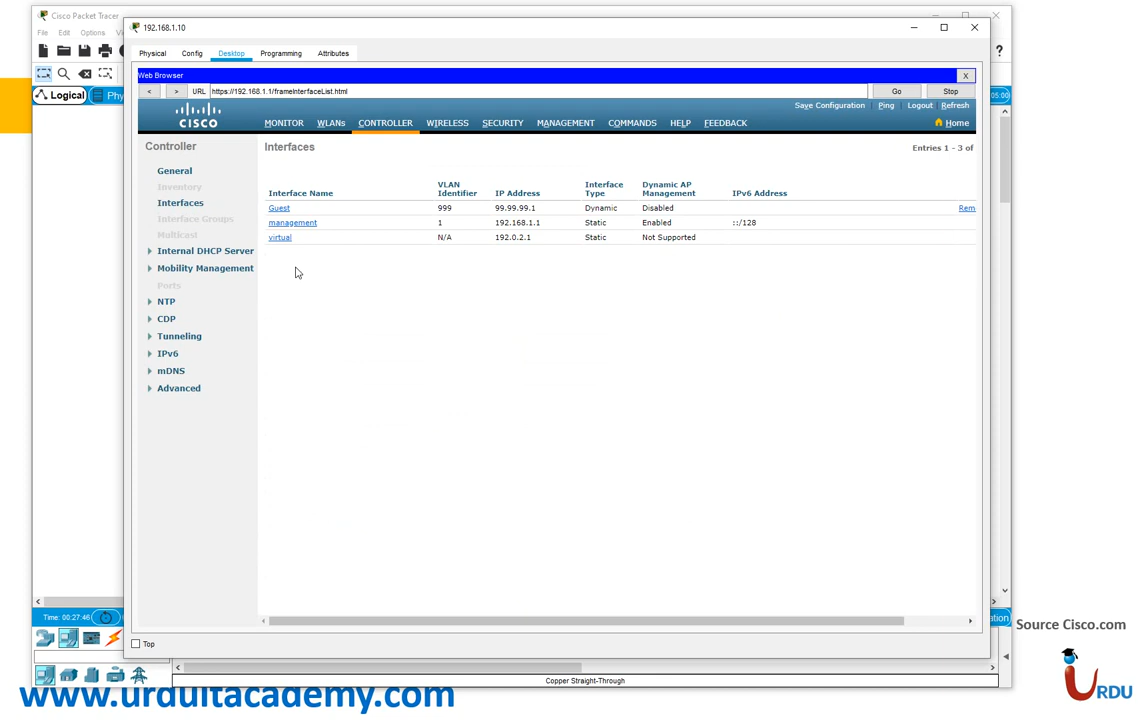 Cisco Packet Tracer
File Edit Options Vi
192.168.1.10
Physical Config Desktop Programming Attributes
Web Browser X
< > URL https://192.168.1.1/frameInterfaceList.html Go Stop
Logical Phy
05:00
?
CISCO
Save Configuration Ping Logout Refresh
MONITOR WLANs CONTROLLER WIRELESS SECURITY MANAGEMENT COMMANDS HELP FEEDBACK Home
Controller
General
Inventory
Interfaces
Interface Groups
Multicast
Internal DHCP Server
Mobility Management
Ports
NTP
CDP
Tunneling
IPv6
mDNS
Advanced
Interfaces
Entries 1 - 3 of
Interface Name VLAN Identifier IP Address Interface Type Dynamic AP Management IPv6 Address
Guest 999 99.99.99.1 Dynamic Disabled Rem
management 1 192.168.1.1 Static Enabled ::/128
virtual N/A 192.0.2.1 Static Not Supported
Time: 00:27:46
ation
Top
Copper Straight-Through
Source Cisco.com
URDU
www.urduitacademy.com